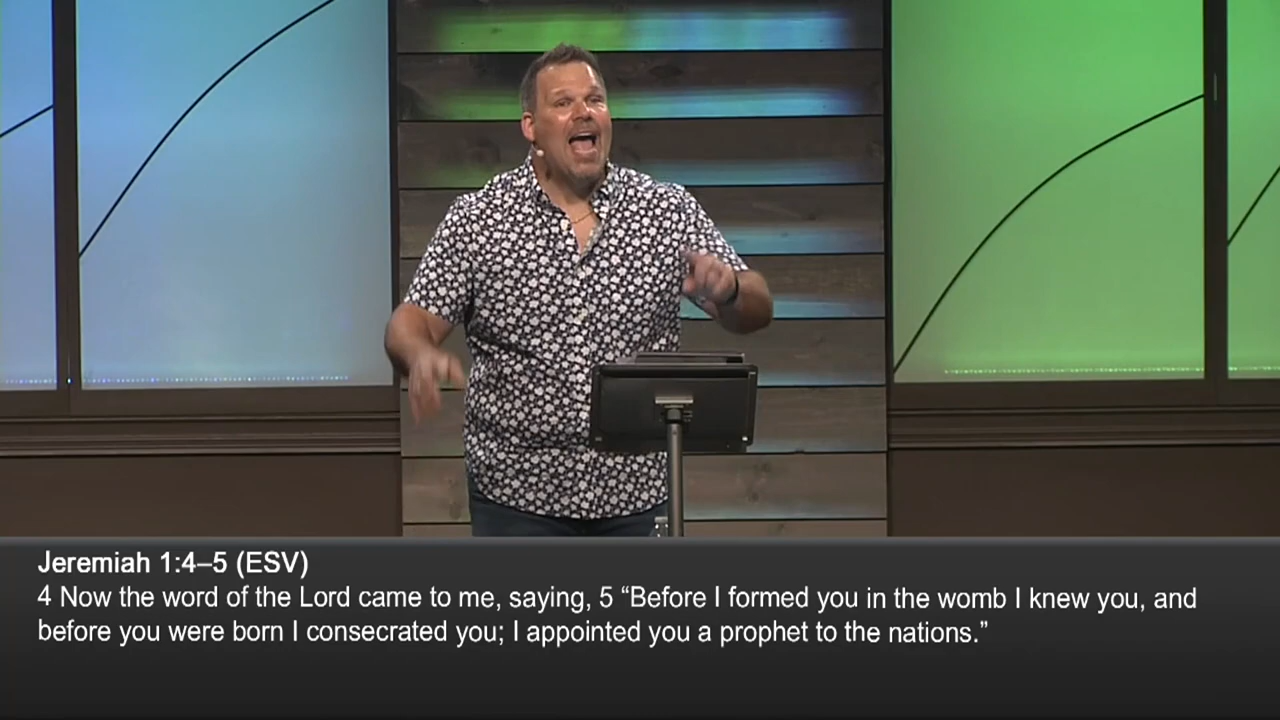 Jeremiah 1:4–5 (ESV)
4 Now the word of the Lord came to me, saying, 5 “Before I formed you in the womb I knew you, and
before you were born I consecrated you; I appointed you a prophet to the nations.”